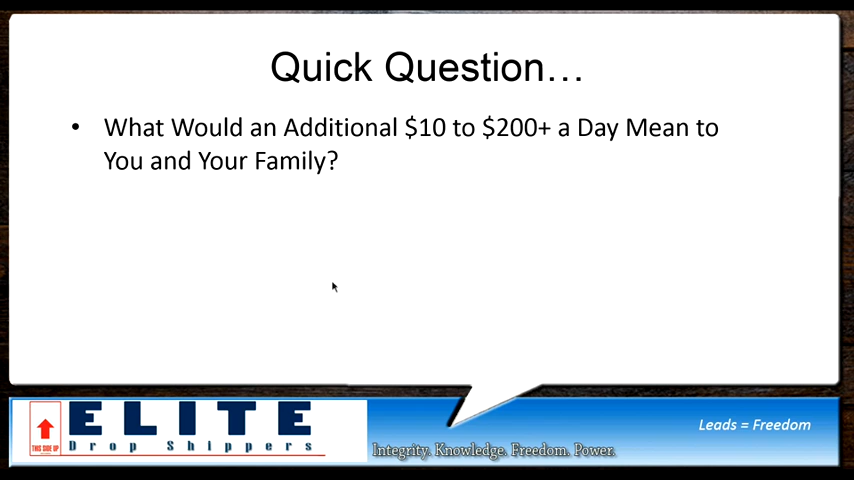 Quick Question…
• What Would an Additional $10 to $200+ a Day Mean to
You and Your Family?
ELITE
Drop Shippers
THIS SIDE UP
Integrity. Knowledge. Freedom. Power.
Leads = Freedom